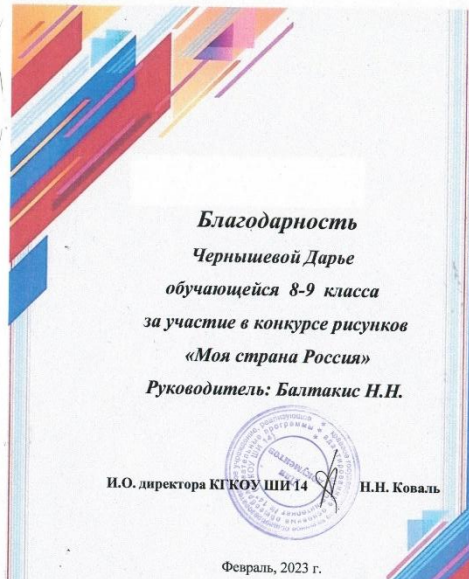 Благодарность
Чернышевой Дарье
обучающейся 8-9 класса
за участие в конкурсе рисунков
«Моя страна Россия»
Руководитель: Балтакис Н.Н.
И.О. директора КГКОУ ШИ 14 Н.Н. Коваль
Февраль, 2023 г.